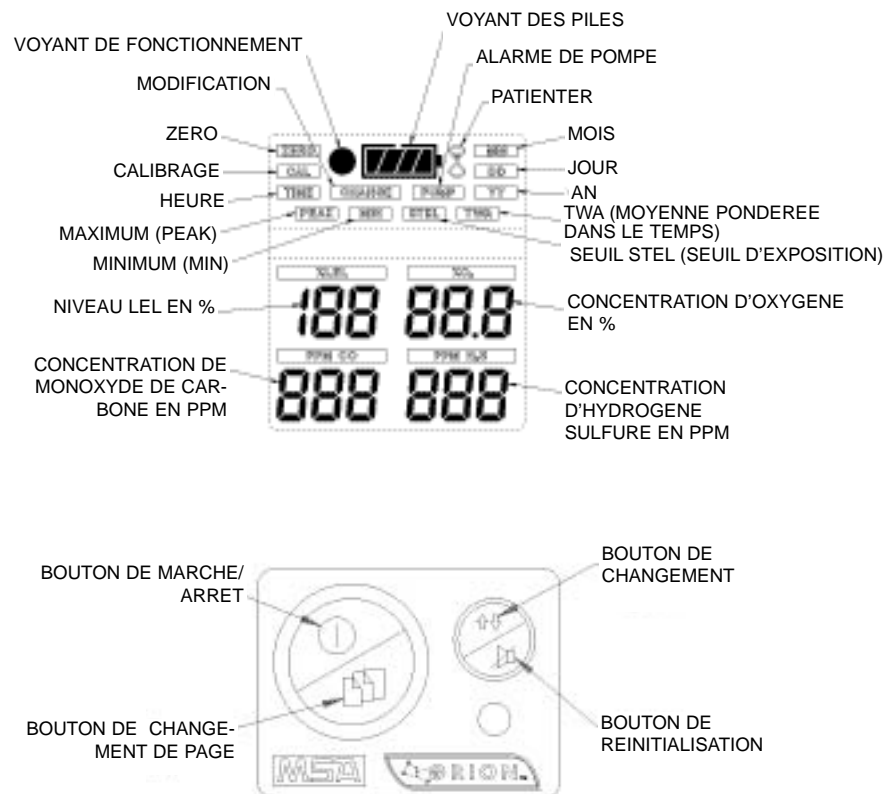 VOYANT DES PILES
VOYANT DE FONCTIONNEMENT
ALARME DE POMPE
MODIFICATION
PATIENTER
ZERO
ZERO
MOIS
CALIBRAGE
CAL
DD
JOUR
HEURE
TIME
CHANGE
PUMP
YY
AN
PEAK
MIN
STEL
TWA
TWA (MOYENNE PONDEREE
DANS LE TEMPS)
MAXIMUM (PEAK)
SEUIL STEL (SEUIL D'EXPOSITION)
MINIMUM (MIN)
%LEL
%O₂
NIVEAU LEL EN %
188
88.8
CONCENTRATION D'OXYGENE
EN %
PPM CO
PPM H₂S
CONCENTRATION DE
MONOXYDE DE CAR-
BONE EN PPM
888
888
CONCENTRATION
D'HYDROGENE
SULFURE EN PPM
BOUTON DE MARCHE/
ARRET
BOUTON DE
CHANGEMENT
BOUTON DE CHANGE-
MENT DE PAGE
BOUTON DE
REINITIALISATION
MSA
ORION